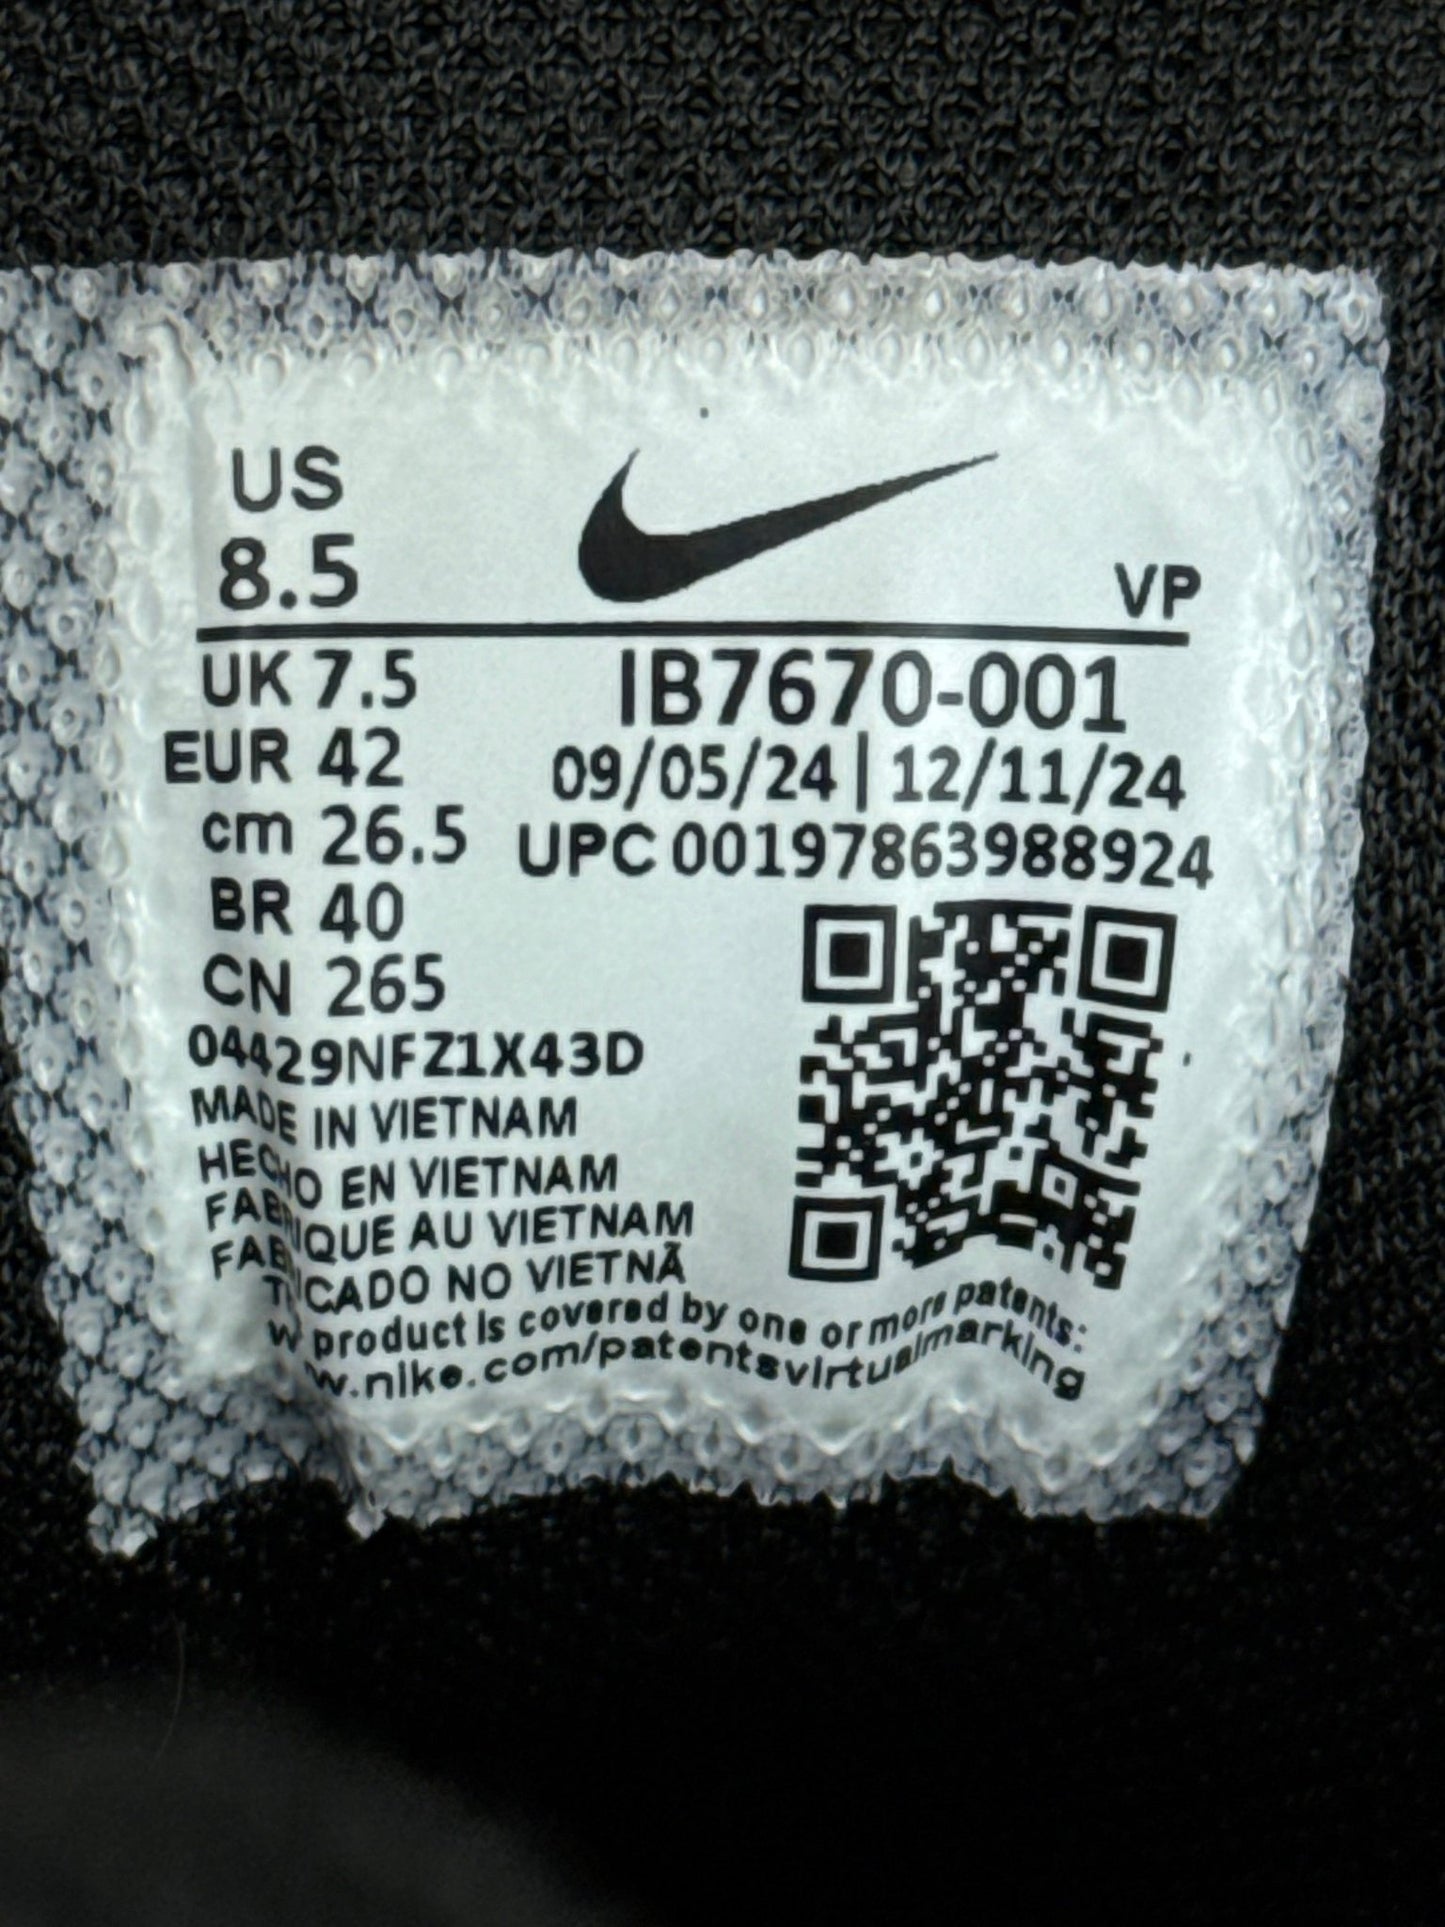 US
8.5
VP
UK 7.5
IB7670-001
EUR 42
09/05/24 | 12/11/24
cm 26.5
UPC 00197863988924
BR 40
CN 265
04429NFZ1X43D
MADE IN VIETNAM
HECHO EN VIETNAM
FABRIQUE AU VIETNAM
NO VIETNÃ
product is covered by one or more patents:
.nike.com/patentsvirtualmarking